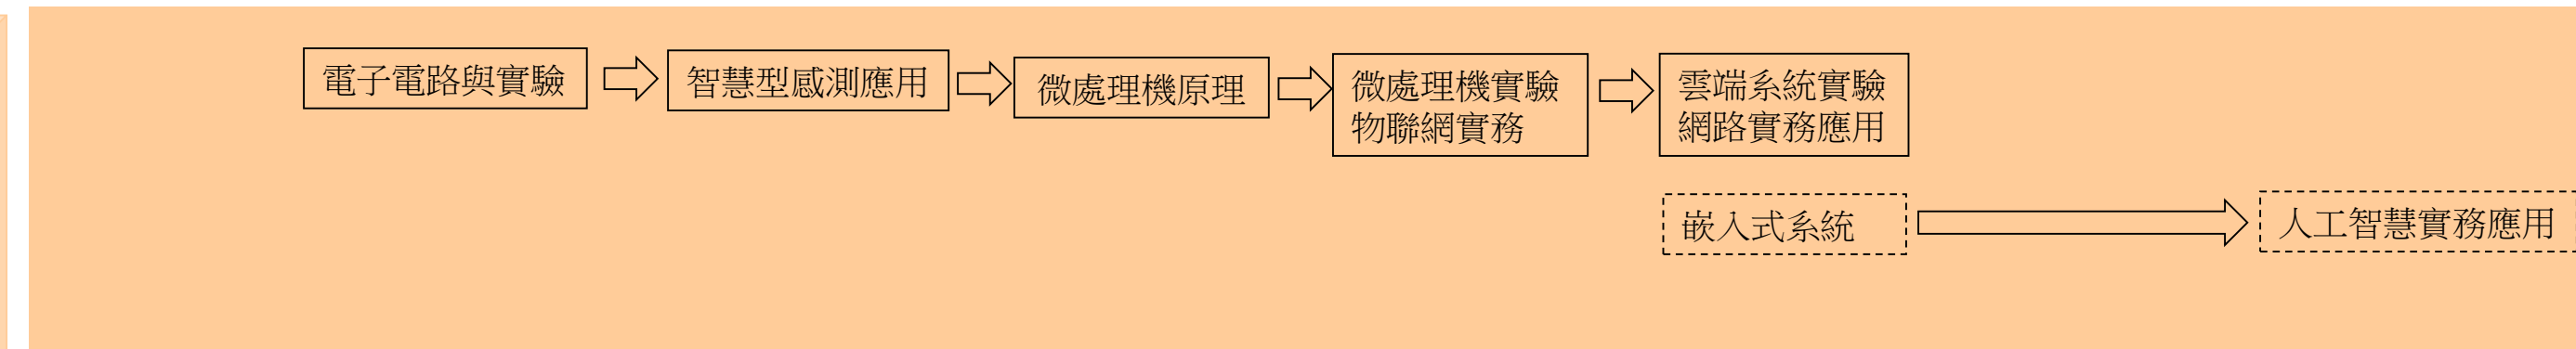 電子電路與實驗
智慧型感測應用
微處理機原理
微處理機實驗
物聯網實務
雲端系統實驗
網路實務應用
嵌入式系統
人工智慧實務應用